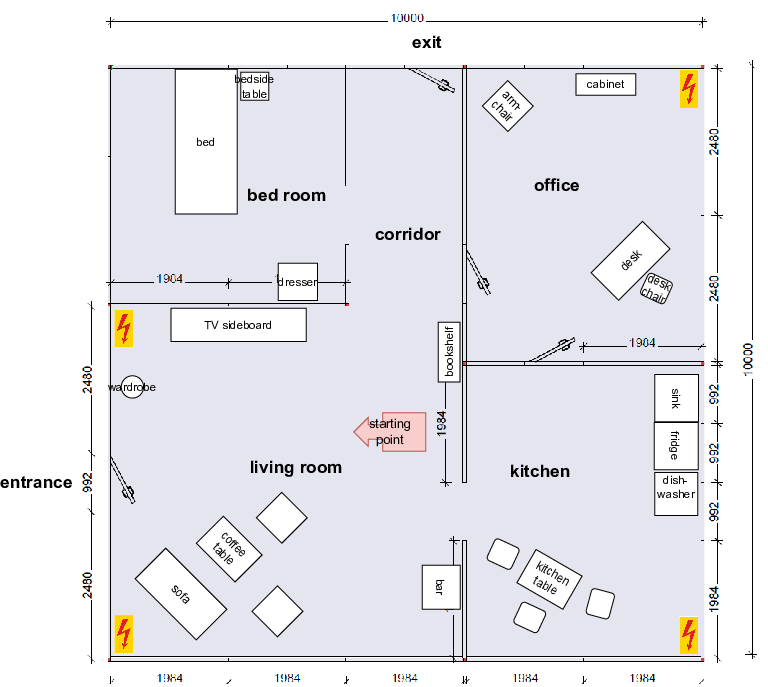 10000
exit
bedside
table
arm-
chair
cabinet
bed
2480
bed room
office
corridor
desk
desk
chair
1984
dresser
2480
TV sideboard
bookshelf
1984
10000
2480
wardrobe
sink
992
starting
point
1984
fridge
992
living room
kitchen
entrance
992
dish-
washer
992
coffee
table
sofa
bar
kitchen
table
2480
1984
1984
1984
1984
1984
1984